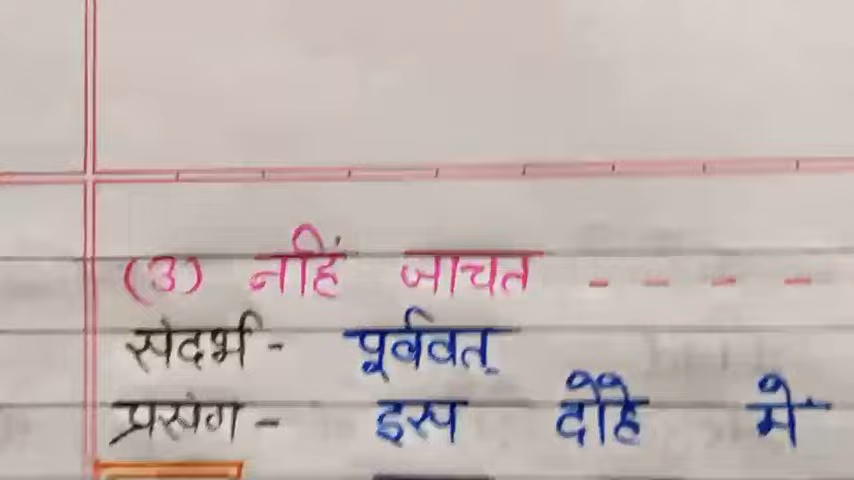 (3) नहिं जाचत - - - -
संदर्भ - पूर्ववत्
प्रसंग - इस दोहे में